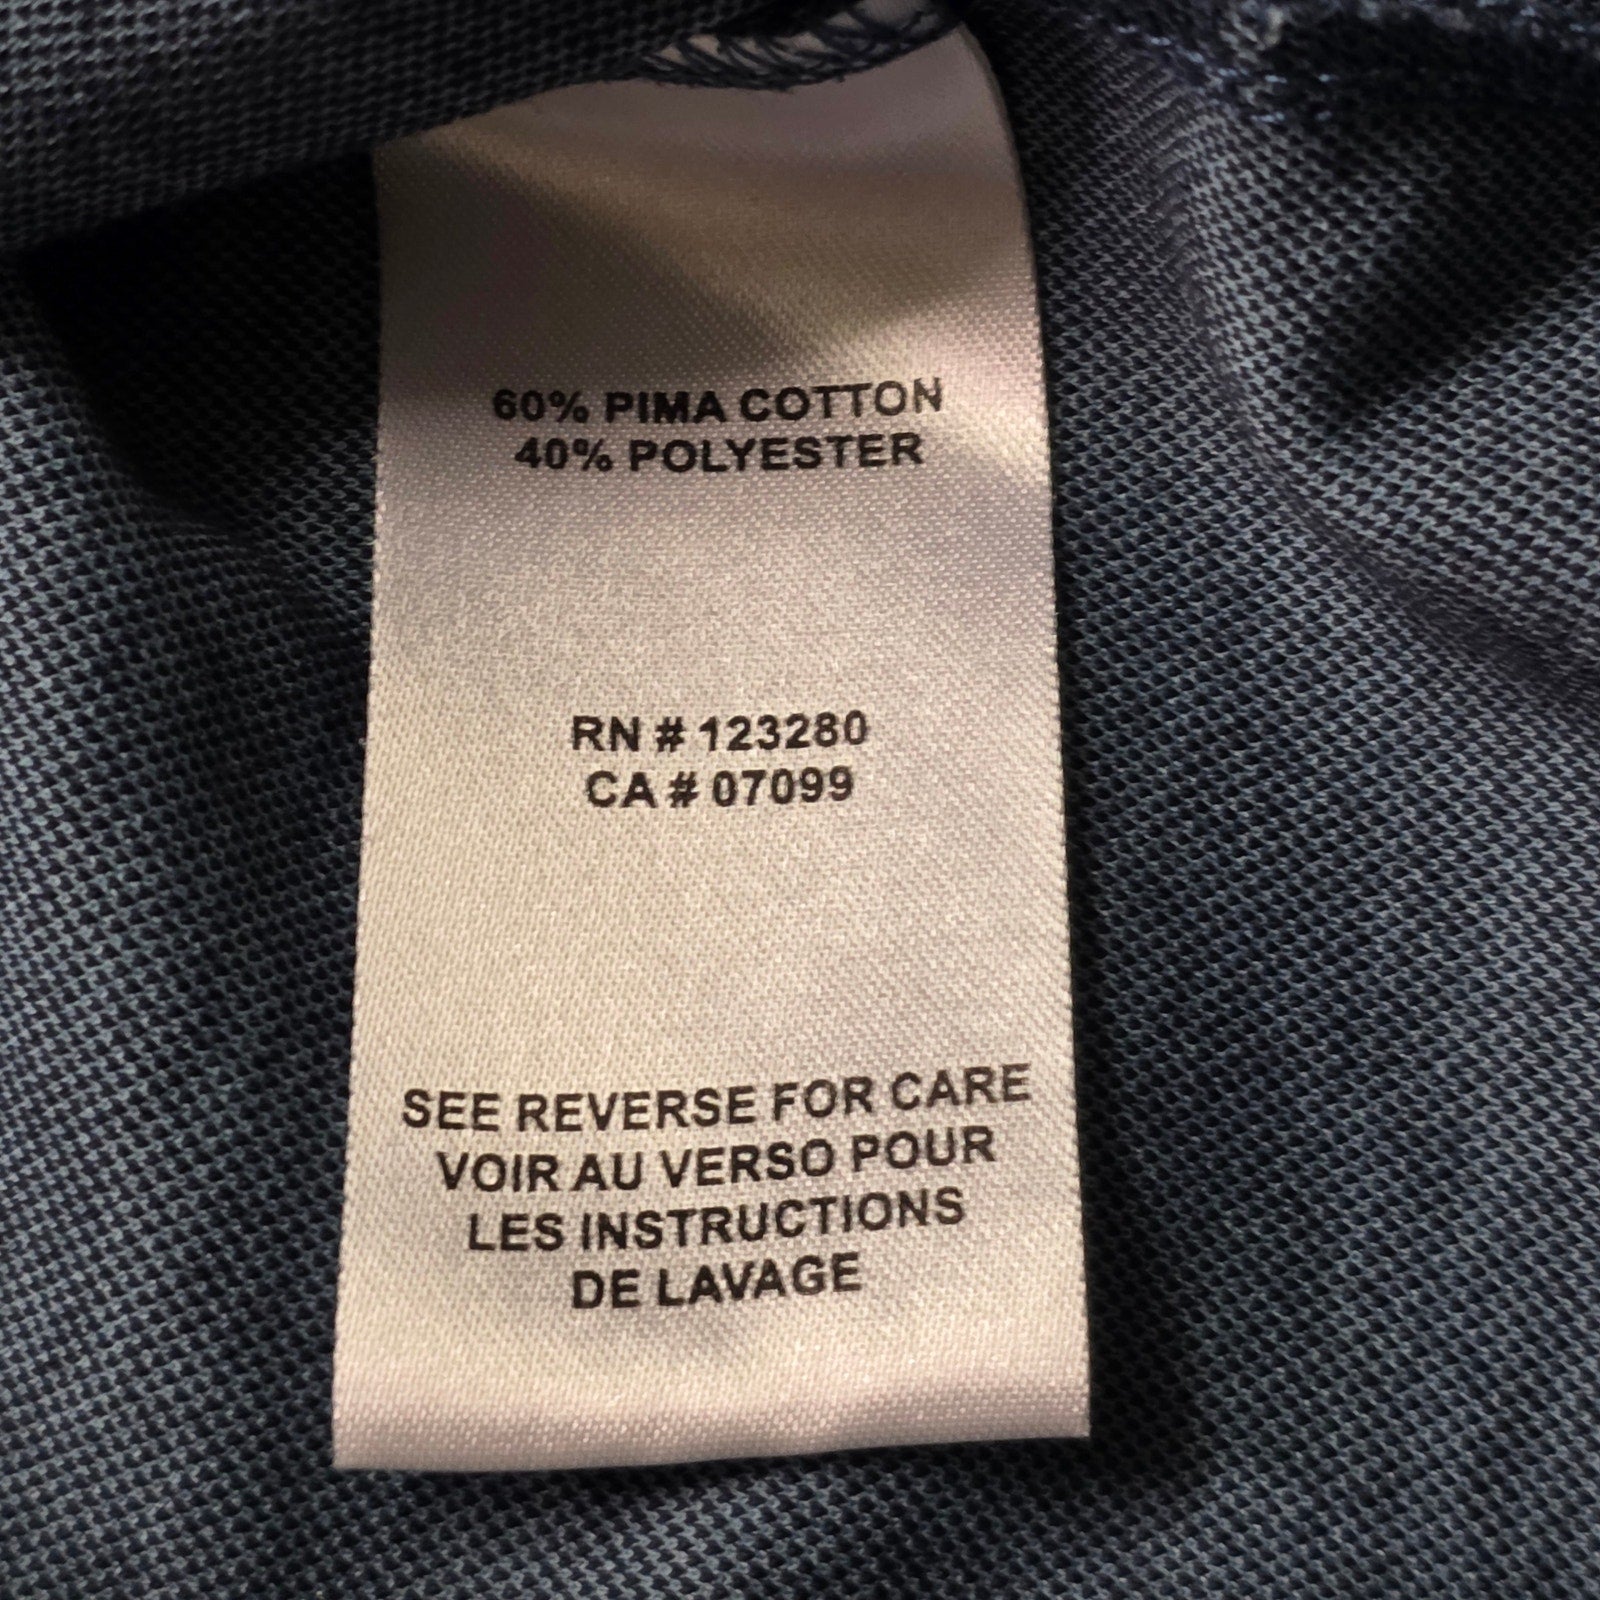 60% PIMA COTTON
40% POLYESTER
RN # 123280
CA # 07099
SEE REVERSE FOR CARE
VOIR AU VERSO POUR
LES INSTRUCTIONS
DE LAVAGE